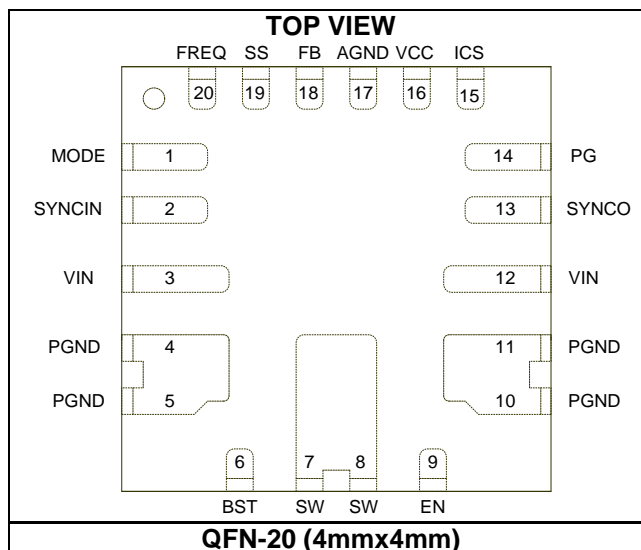 TOP VIEW
FREQ SS FB AGND VCC ICS
20 19 18 17 16 15
MODE 1 14 PG
SYNCIN 2 13 SYNCO
VIN 3 12 VIN
PGND 4 11 PGND
PGND 5 10 PGND
6 7 8 9
BST SW SW EN
QFN-20 (4mmx4mm)